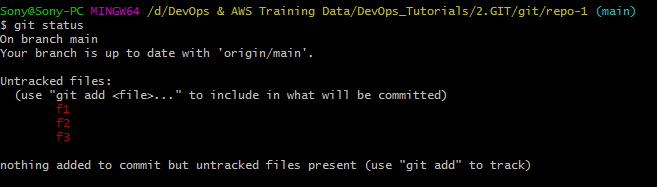 Sony@Sony-PC MINGW64 /d/DevOps & AWS Training Data/DevOps_Tutorials/2.GIT/git/repo-1 (main)
$ git status
On branch main
Your branch is up to date with 'origin/main'.
Untracked files:
(use "git add <file>..." to include in what will be committed)
f1
f2
f3
nothing added to commit but untracked files present (use "git add" to track)